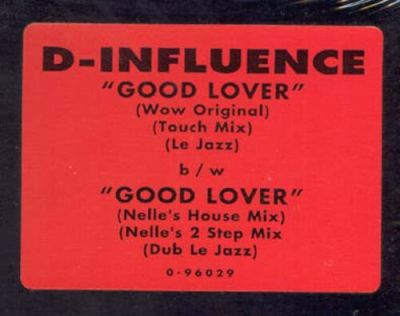 D-INFLUENCE
"GOOD LOVER"
(Wow Original)
(Touch Mix)
(Le Jazz)
b/w
"GOOD LOVER"
(Nelle's House Mix)
(Nelle's 2 Step Mix
(Dub Le Jazz)
0-96029